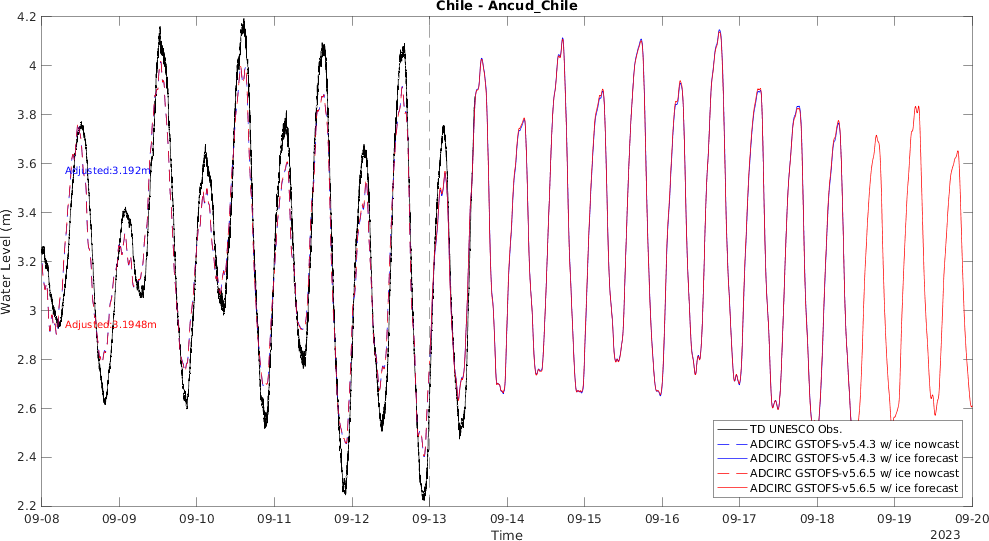 Chile - Ancud_Chile
4.2
4
3.8
3.6
3.4
3.2
3
2.8
2.6
2.4
2.2
Water Level (m)
Adjusted:3.192m
Adjusted:3.1948m
TD UNESCO Obs.
ADCIRC GSTOFS-v5.4.3 w/ ice nowcast
ADCIRC GSTOFS-v5.4.3 w/ ice forecast
ADCIRC GSTOFS-v5.6.5 w/ ice nowcast
ADCIRC GSTOFS-v5.6.5 w/ ice forecast
09-08 09-09 09-10 09-11 09-12 09-13 09-14 09-15 09-16 09-17 09-18 09-19 09-20
Time
2023